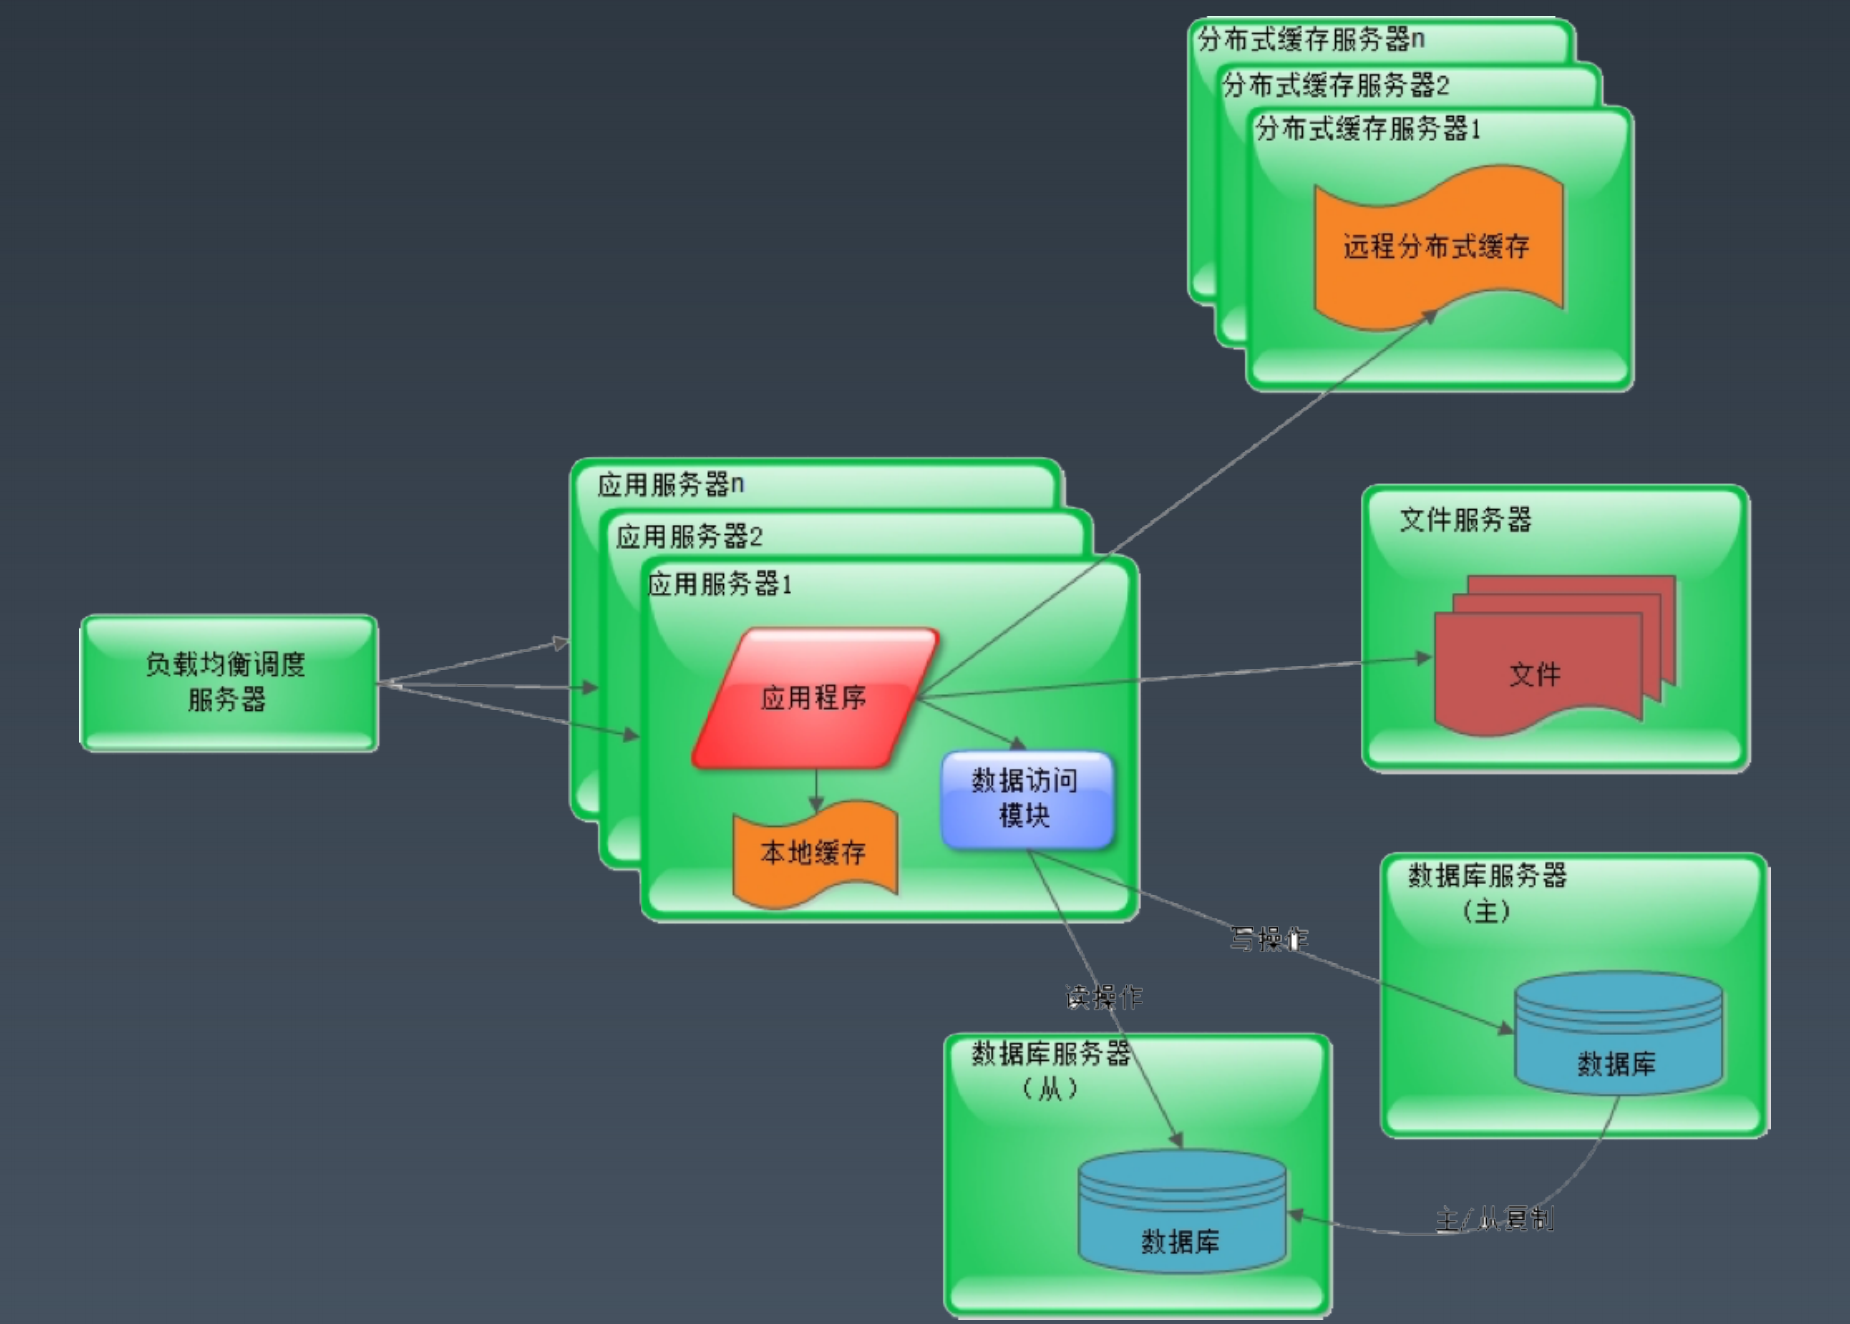 分布式缓存服务器n
分布式缓存服务器2
分布式缓存服务器1
远程分布式缓存
应用服务器n
应用服务器2
应用服务器1
应用程序
本地缓存
数据访问
模块
文件服务器
文件
负载均衡调度
服务器
数据库服务器
（主）
数据库
写操作
读操作
数据库服务器
（从）
数据库
主/从复制